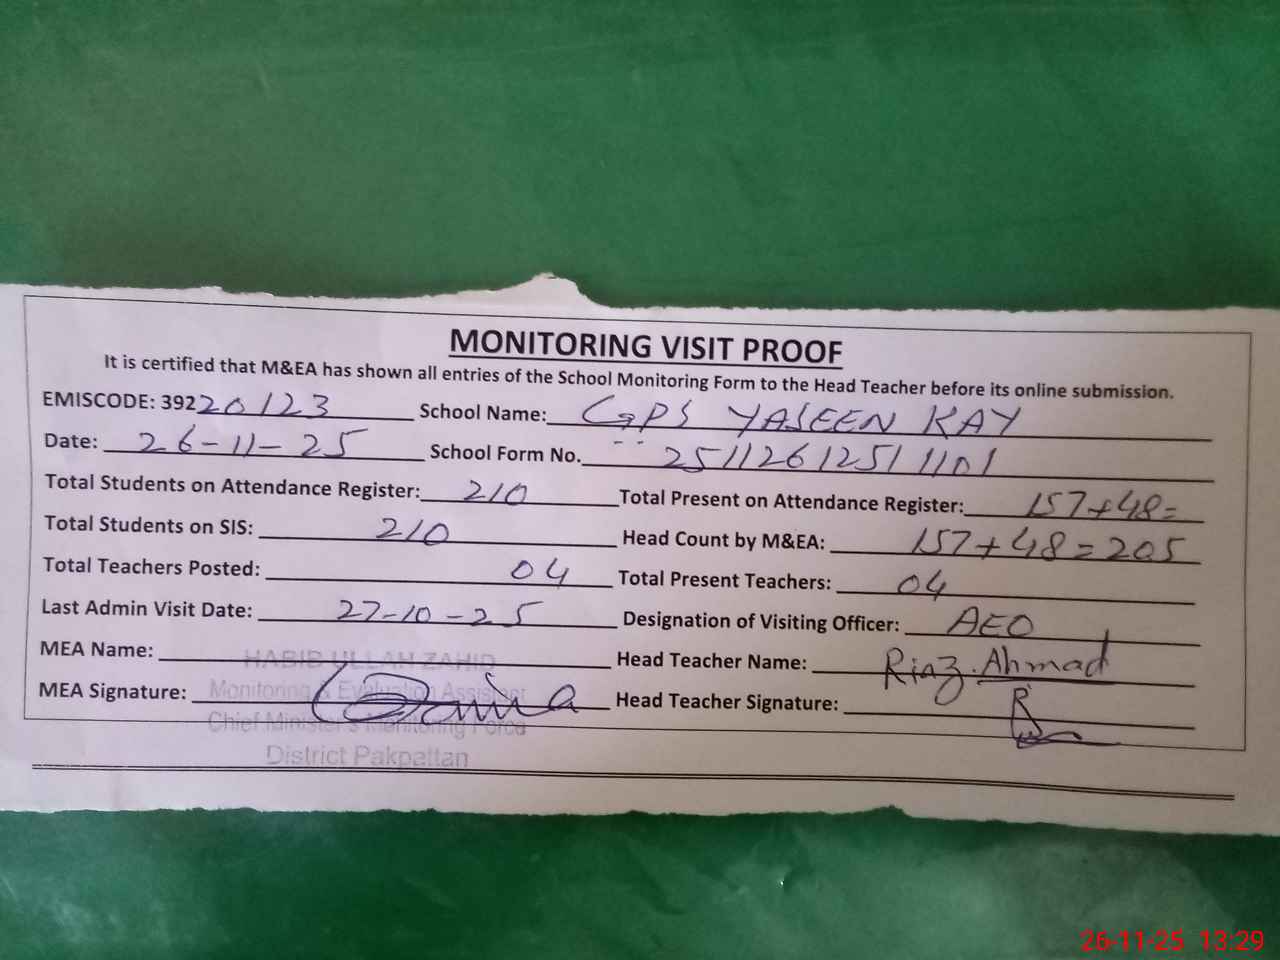 MONITORING VISIT PROOF
It is certified that M&EA has shown all entries of the School Monitoring Form to the Head Teacher before its online submission.
EMISCODE: 39220123 School Name: GPS YASEEN KAY
Date: 26-11-25 School Form No. 251126125111101
Total Students on Attendance Register: 210 Total Present on Attendance Register: 157+48=
Total Students on SIS: 210 Head Count by M&EA: 157+48=205
Total Teachers Posted: 04 Total Present Teachers: 04
Last Admin Visit Date: 27-10-25 Designation of Visiting Officer: AEO
MEA Name: HABIB ULLAH ZAHID Head Teacher Name: Riaz Ahmad
MEA Signature: Head Teacher Signature:
Monitoring & Evaluation Assistant
Chief Minister's Monitoring Force
District Pakpattan
26-11-25 13:29